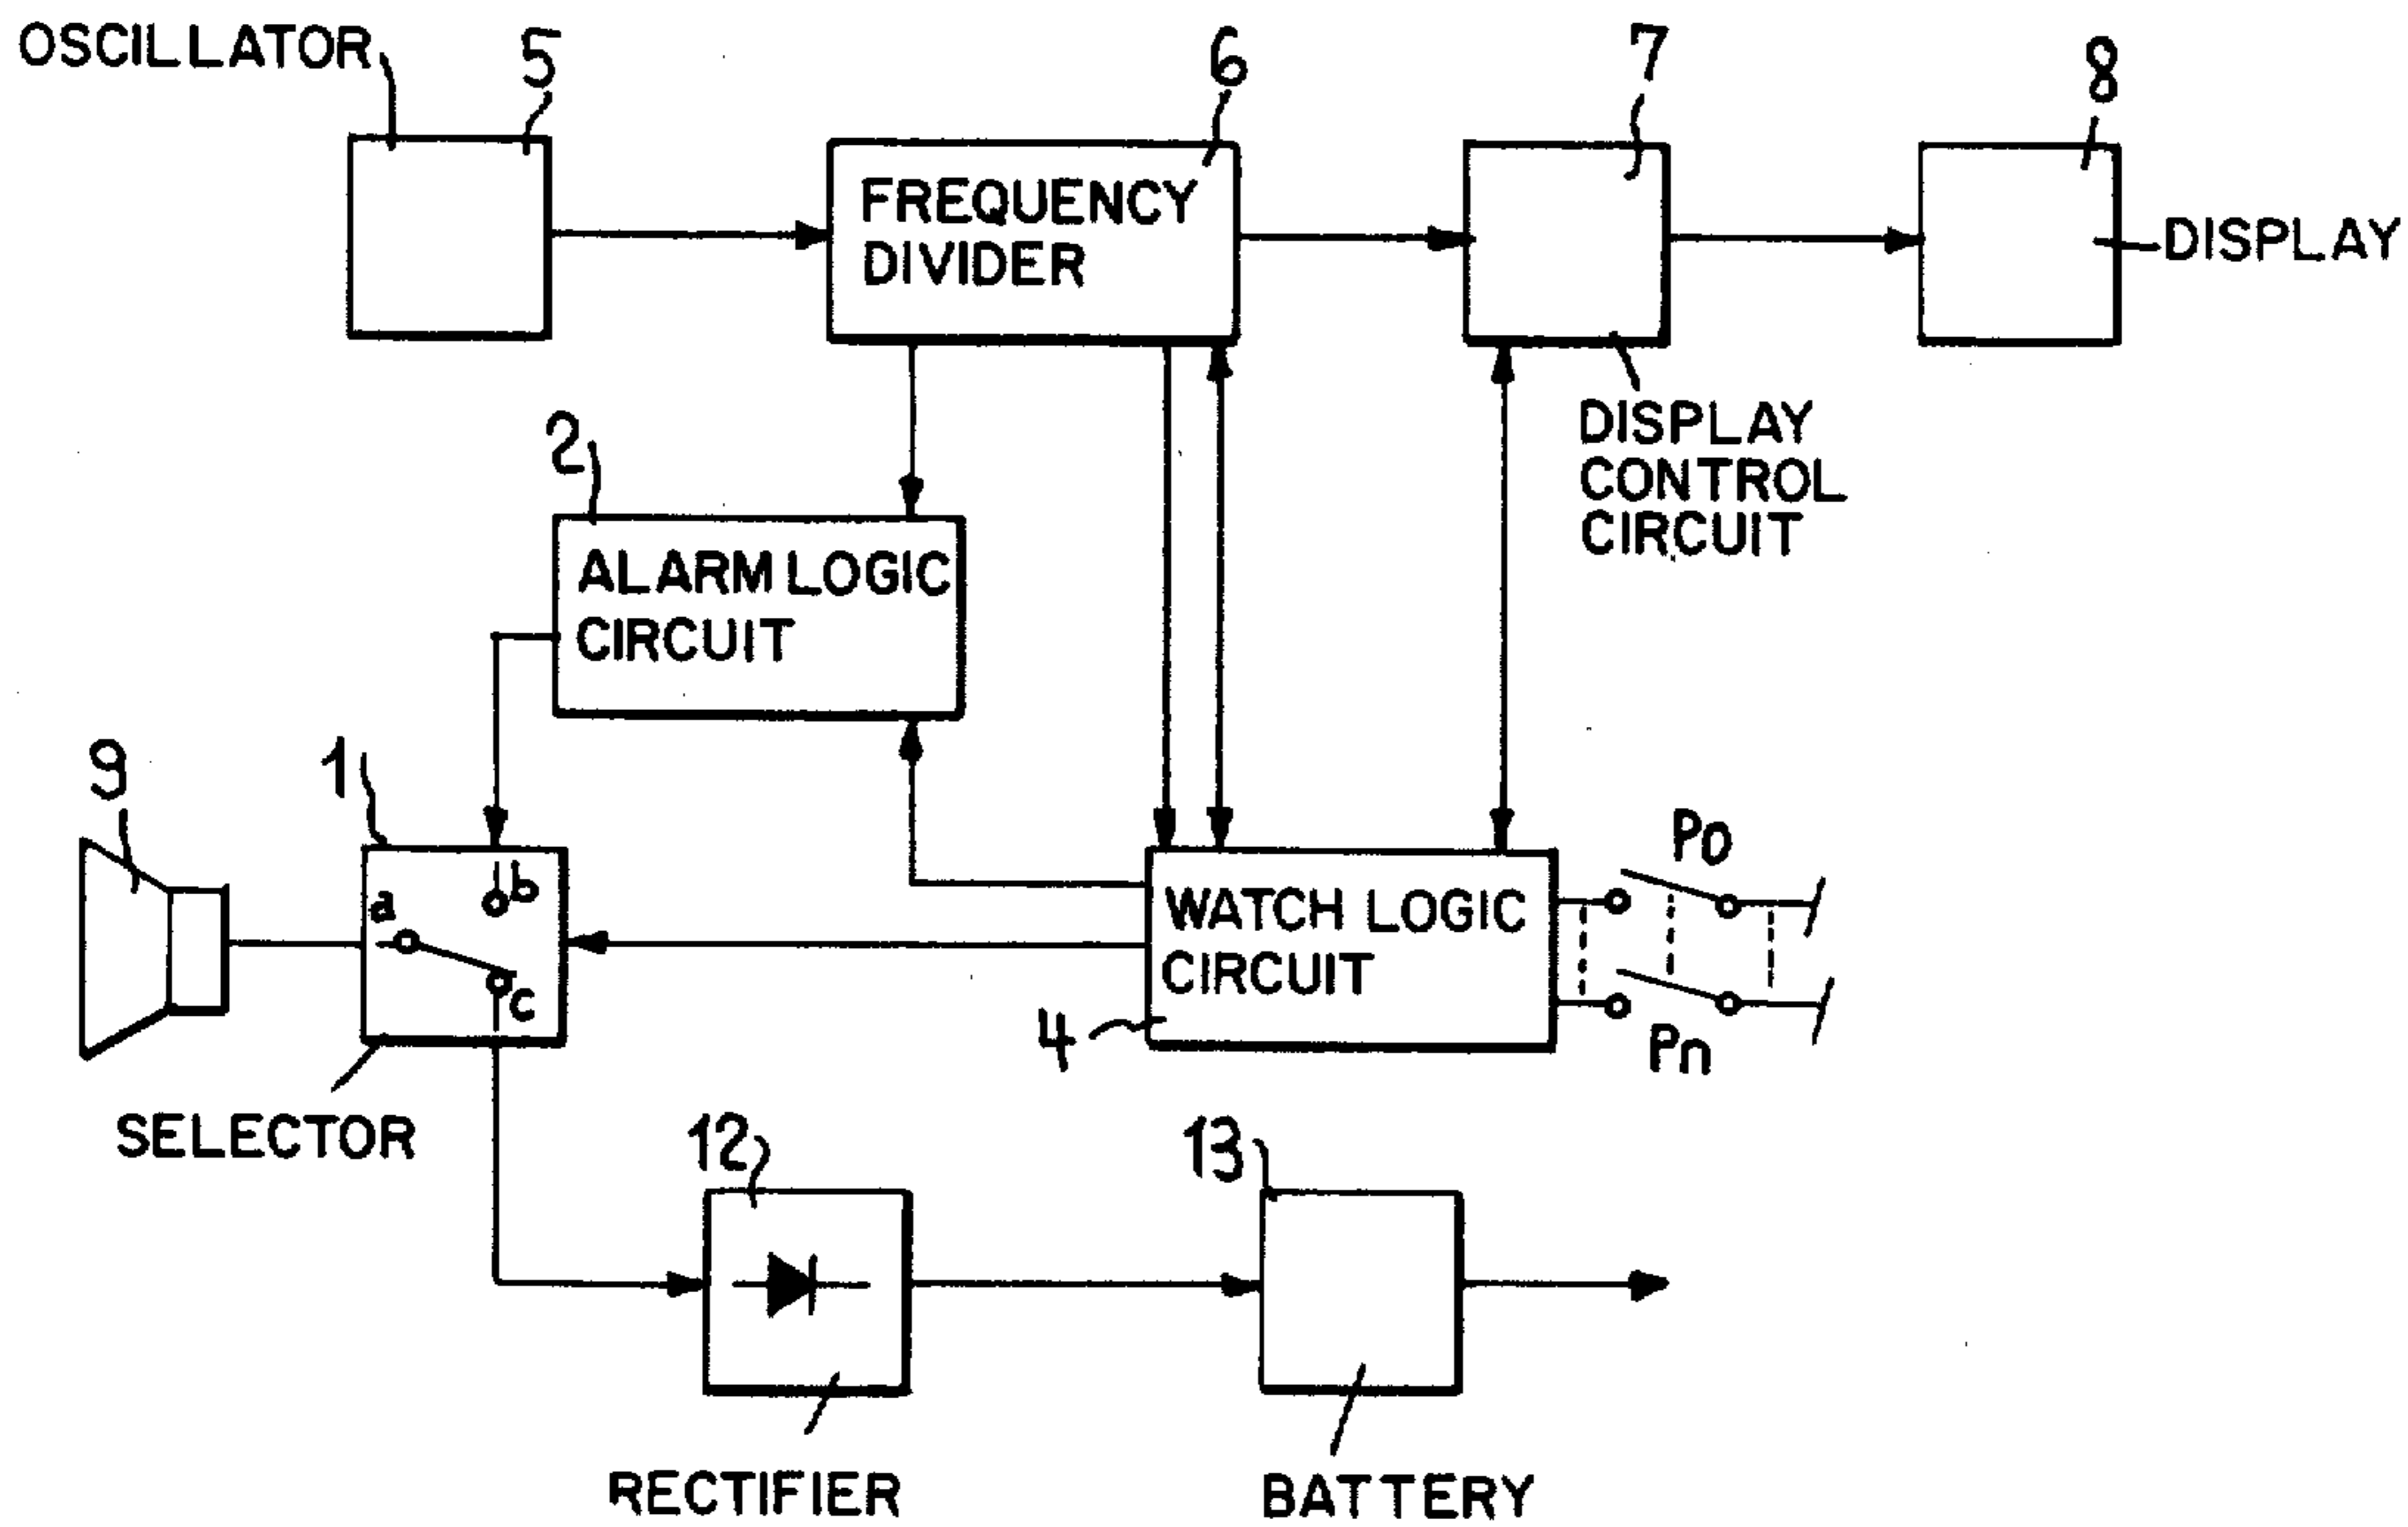 OSCILLATOR
5
6
7
8
FREQUENCY
DIVIDER
DISPLAY
2
DISPLAY
CONTROL
CIRCUIT
ALARM LOGIC
CIRCUIT
9
1
Po
b
a
c
WATCH LOGIC
CIRCUIT
4
Pn
SELECTOR
12
13
RECTIFIER
BATTERY